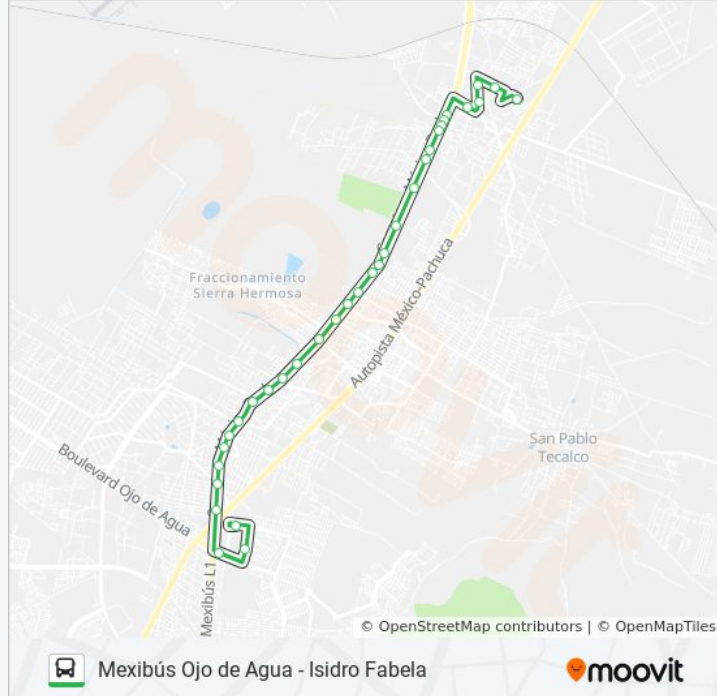 Fraccionamiento
Sierra Hermosa
Autopista México-Pachuca
San Pablo
Tecalco
Boulevard Ojo de Agua
Mexibús L1
© OpenStreetMap contributors | © OpenMapTiles
Mexibús Ojo de Agua - Isidro Fabela
moovit